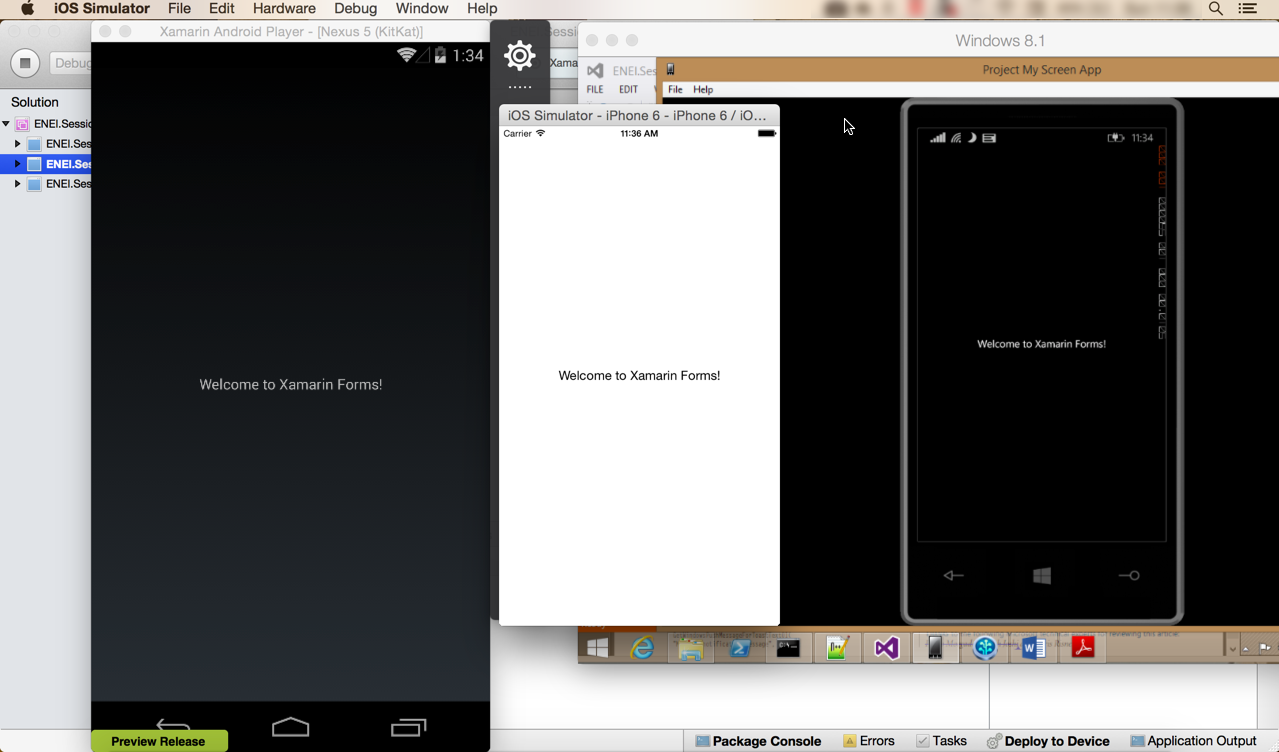 iOS Simulator File Edit Hardware Debug Window Help
Xamarin Android Player - [Nexus 5 (KitKat)]
Debug
Solution
ENEI.Sessi
ENEI.Ses
ENEI.Ses
ENEI.Ses
1:34
Welcome to Xamarin Forms!
Preview Release
Sessi
Xama
iOS Simulator - iPhone 6 - iPhone 6 / iO...
Carrier 11:36 AM
Welcome to Xamarin Forms!
Windows 8.1
ENEI.Ses
FILE EDIT
Project My Screen App
File Help
11:34
Welcome to Xamarin Forms!
Package Console Errors Tasks Deploy to Device Application Output